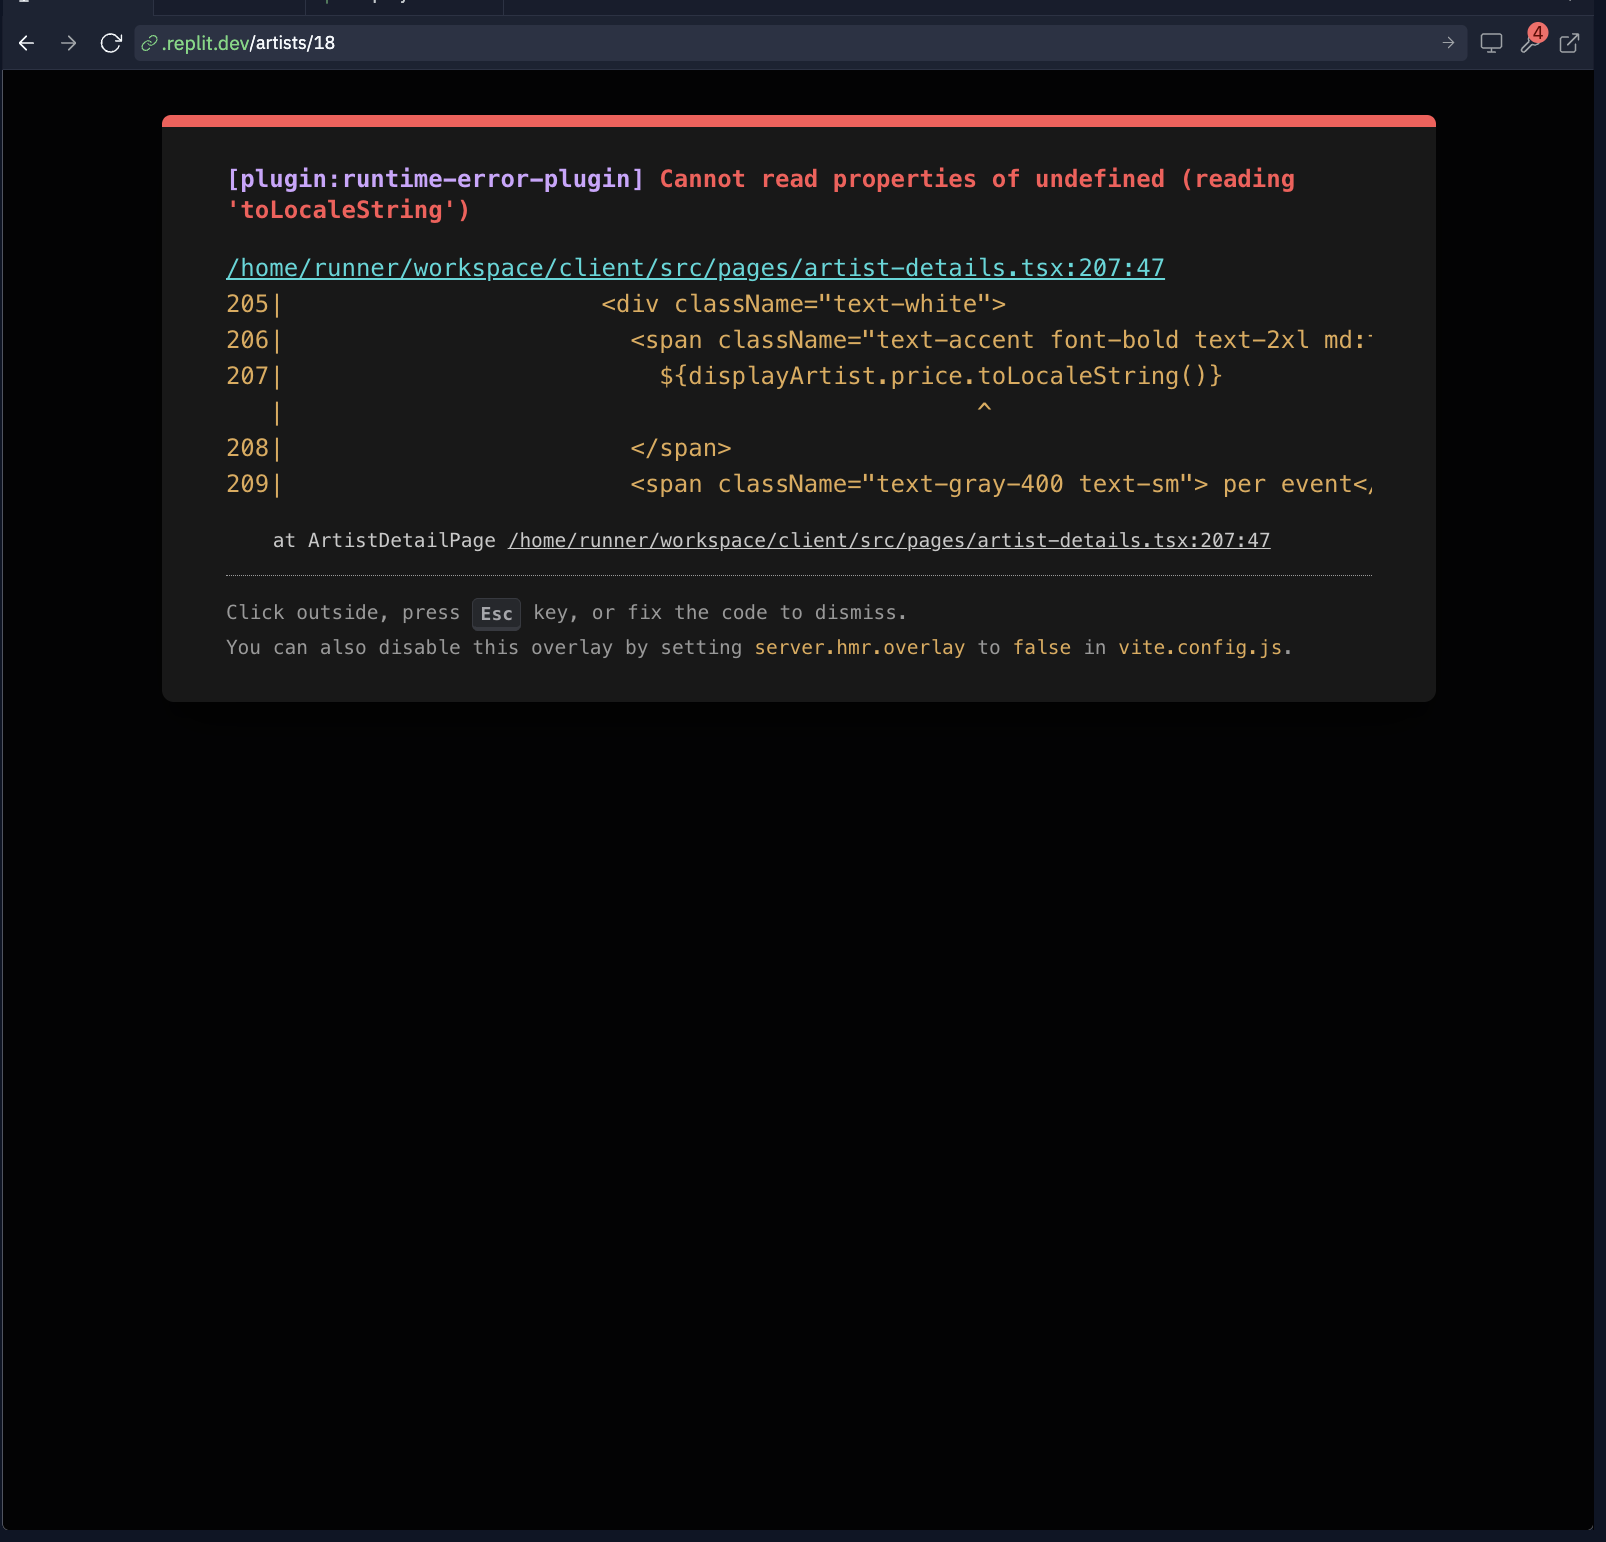 .replit.dev/artists/18
4
[plugin:runtime-error-plugin] Cannot read properties of undefined (reading
'toLocaleString')
/home/runner/workspace/client/src/pages/artist-details.tsx:207:47
205|                      <div className="text-white">
206|                        <span className="text-accent font-bold text-2xl md:
207|                          ${displayArtist.price.toLocaleString()}
   |                                                ^
208|                        </span>
209|                        <span className="text-gray-400 text-sm"> per event<
at ArtistDetailPage /home/runner/workspace/client/src/pages/artist-details.tsx:207:47
Click outside, press Esc key, or fix the code to dismiss.
You can also disable this overlay by setting server.hmr.overlay to false in vite.config.js.